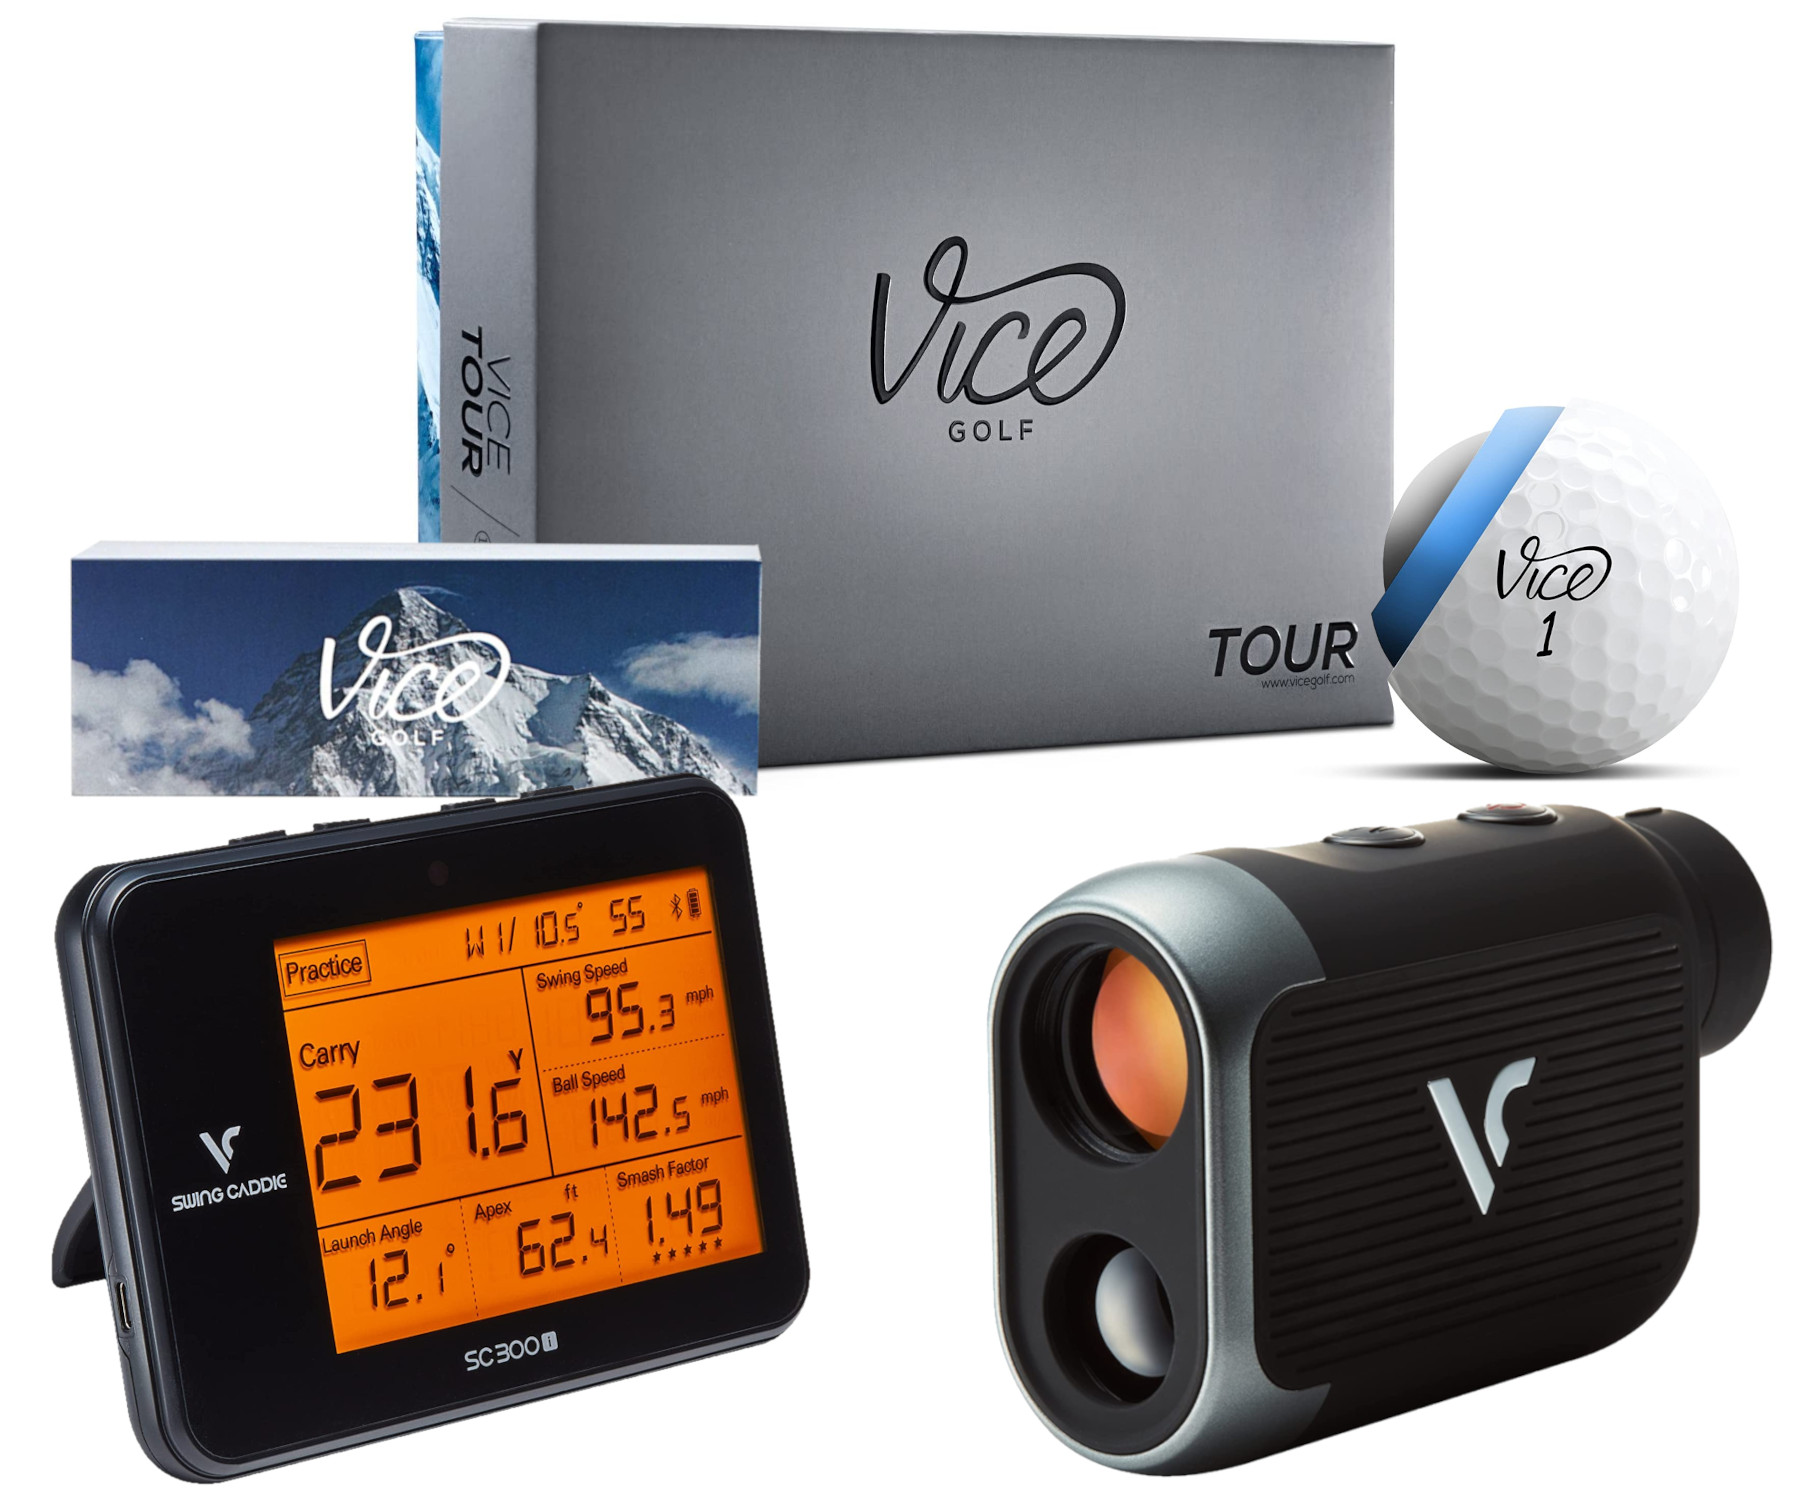 Vice
GOLF
VICE
TOUR
TOUR
www.vicegolf.com
Vice
1
Vice
GOLF
Practice
W 1/ 10.5° 55
Swing Speed
95.3 mph
Carry
231.6 Y
Ball Speed
142.5 mph
Launch Angle
12.1°
Apex
ft
62.4
Smash Factor
1.49
SWING CADDIE
SC300i